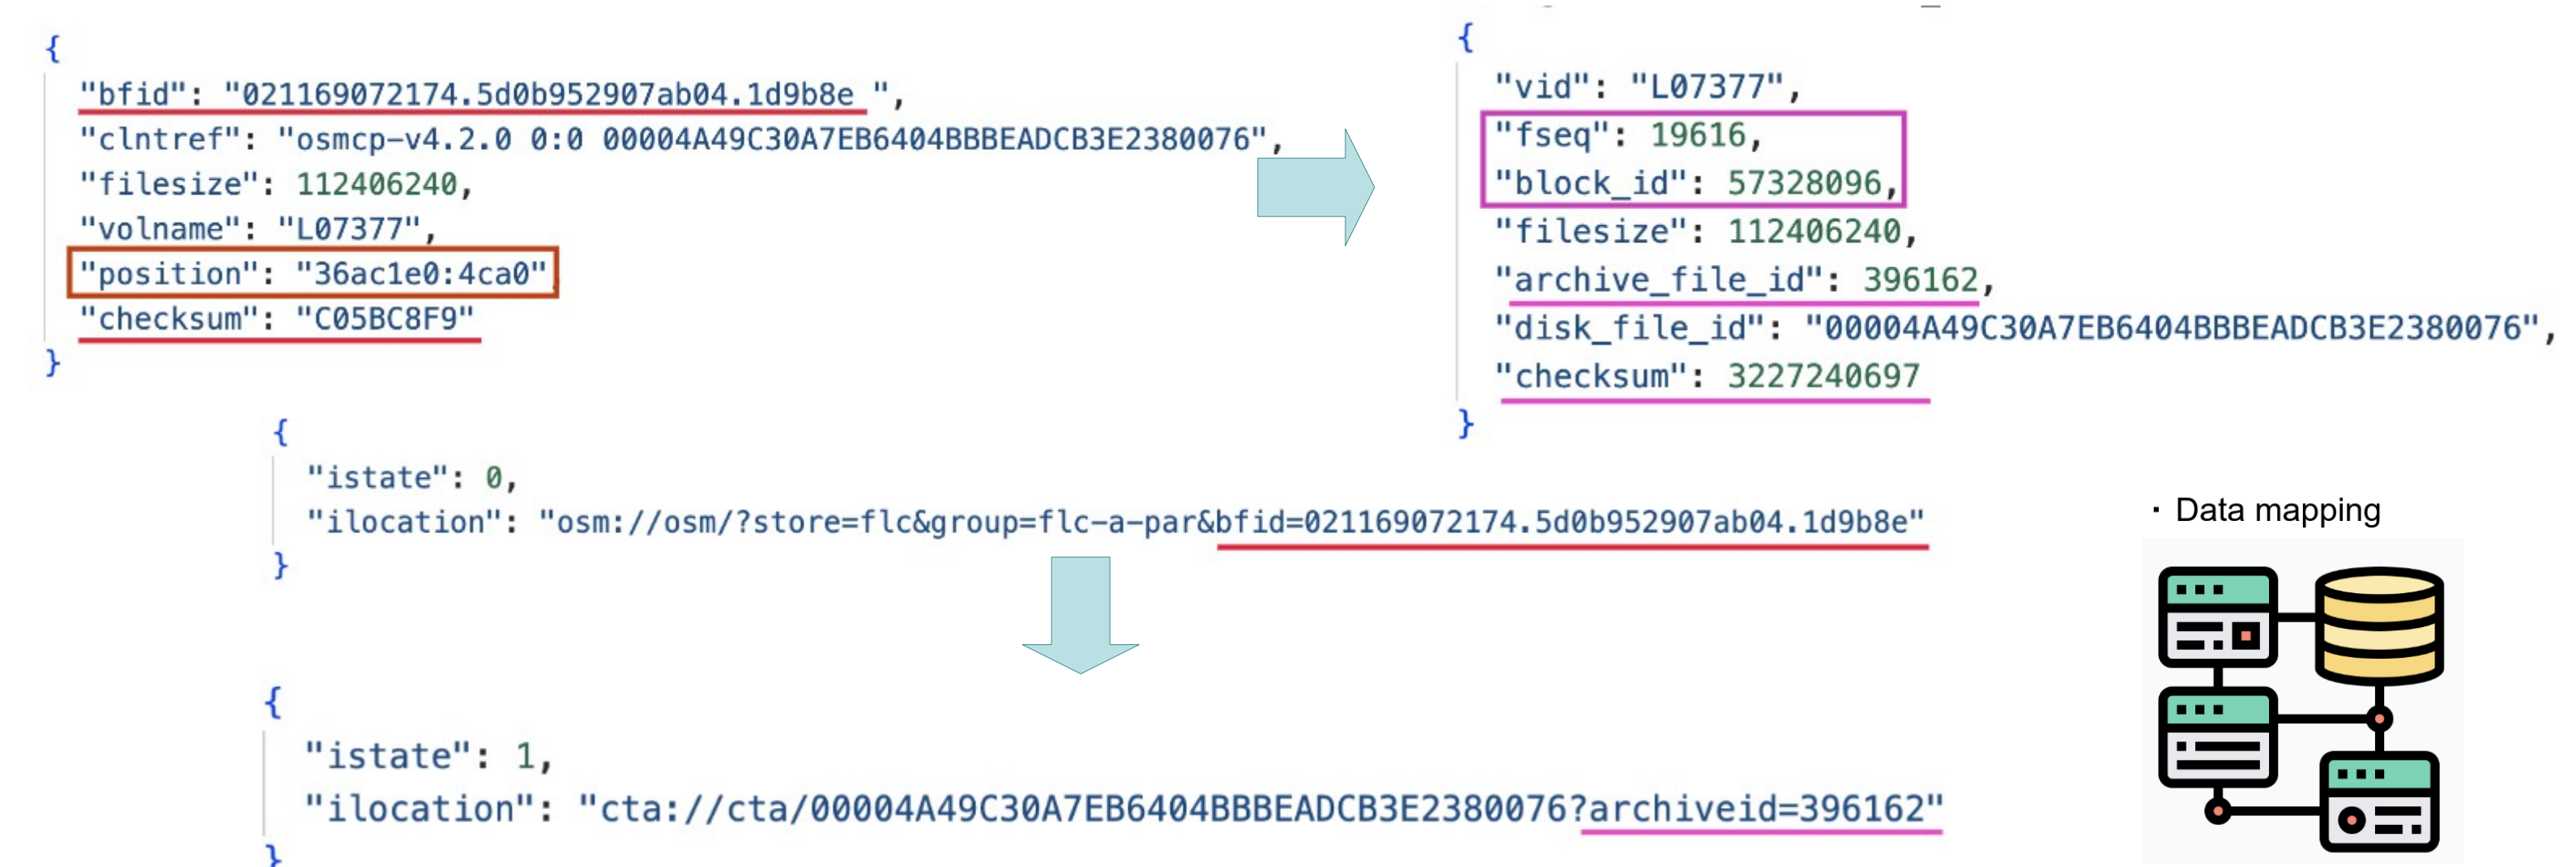 {
"bfid": "021169072174.5d0b952907ab04.1d9b8e ",
"clntref": "osmcp-v4.2.0 0:0 00004A49C30A7EB6404BBBEADCB3E2380076",
"filesize": 112406240,
"volname": "L07377",
"position": "36ac1e0:4ca0"
"checksum": "C05BC8F9"
}
{
"vid": "L07377",
"fseq": 19616,
"block_id": 57328096,
"filesize": 112406240,
"archive_file_id": 396162,
"disk_file_id": "00004A49C30A7EB6404BBBEADCB3E2380076",
"checksum": 3227240697
}
{
"istate": 0,
"ilocation": "osm://osm/?store=flc&group=flc-a-par&bfid=021169072174.5d0b952907ab04.1d9b8e"
}
{
"istate": 1,
"ilocation": "cta://cta/00004A49C30A7EB6404BBBEADCB3E2380076?archiveid=396162"
}
· Data mapping